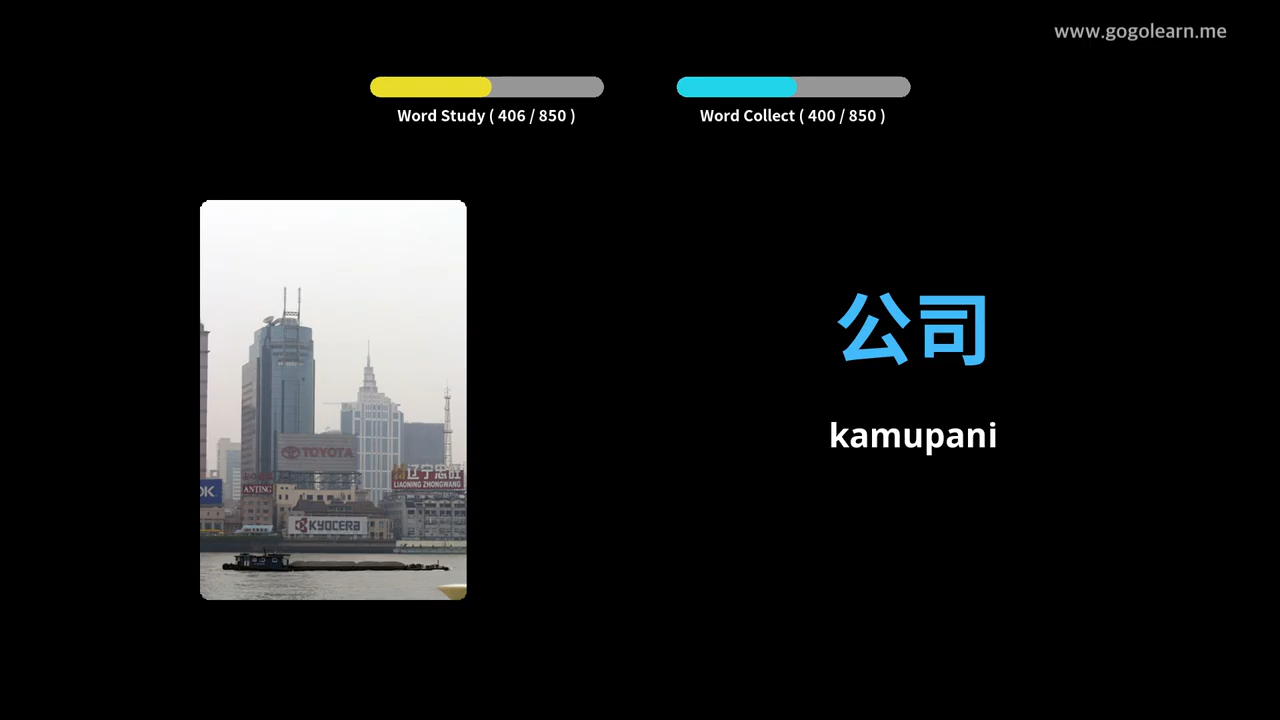 www.gogolearn.me
Word Study ( 406 / 850 )
Word Collect ( 400 / 850 )
公司
kamupani
TOYOTA
辽宁忠旺
LIAONING ZHONGWANG
OK
ANTING
KYOCERA